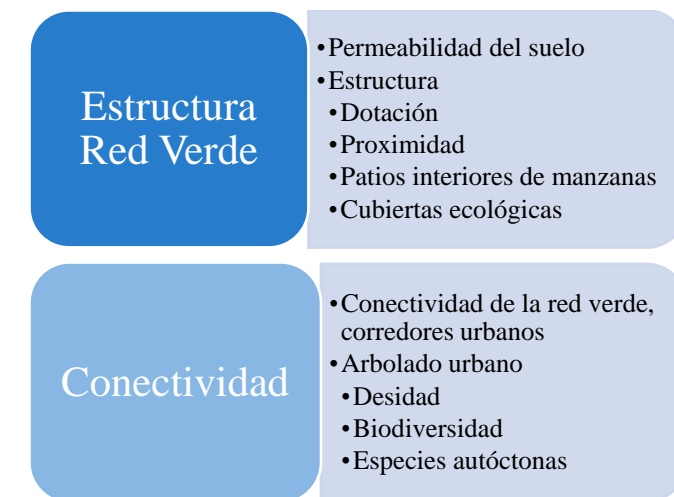 Estructura
Red Verde
•Permeabilidad del suelo
•Estructura
•Dotación
•Proximidad
•Patios interiores de manzanas
•Cubiertas ecológicas
Conectividad
•Conectividad de la red verde,
corredores urbanos
•Arbolado urbano
•Desidad
•Biodiversidad
•Especies autóctonas